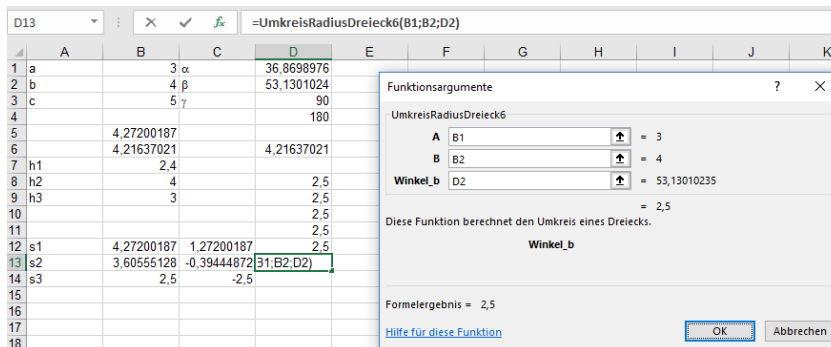 D13 fx =UmkreisRadiusDreieck6(B1;B2;D2)
A B C D E F G H I J K
1 a 3 α 36,8698976
2 b 4 β 53,1301024
3 c 5 γ 90
4 180
5 4,27200187
6 4,21637021 4,21637021
7 h1 2,4
8 h2 4 2,5
9 h3 3 2,5
10 2,5
11 2,5
12 s1 4,27200187 1,27200187 2,5
13 s2 3,60555128 -0,39444872 B1;B2;D2)
14 s3 2,5 -2,5
15
16
17
18
Funktionsargumente ? ×
UmkreisRadiusDreieck6
A B1 = 3
B B2 = 4
Winkel_b D2 = 53,13010235
= 2,5
Diese Funktion berechnet den Umkreis eines Dreiecks.
Winkel_b
Formelergebnis = 2,5
Hilfe für diese Funktion OK Abbrechen